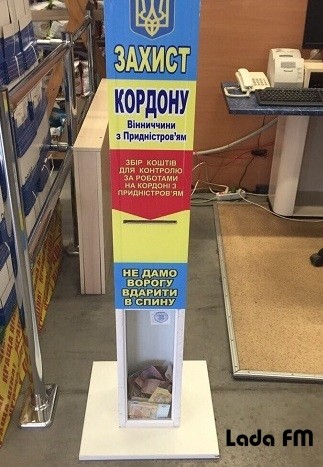 ЗАХИСТ
КОРДОНУ
Вінниччини
з Придністров'ям
ЗБІР КОШТІВ
ДЛЯ КОНТРОЛЮ
ЗА РОБОТАМИ
НА КОРДОНІ З
ПРИДНІСТРОВ'ЯМ
НЕ ДАМО
ВОРОГУ
ВДАРИТИ
В СПИНУ
Lada FM